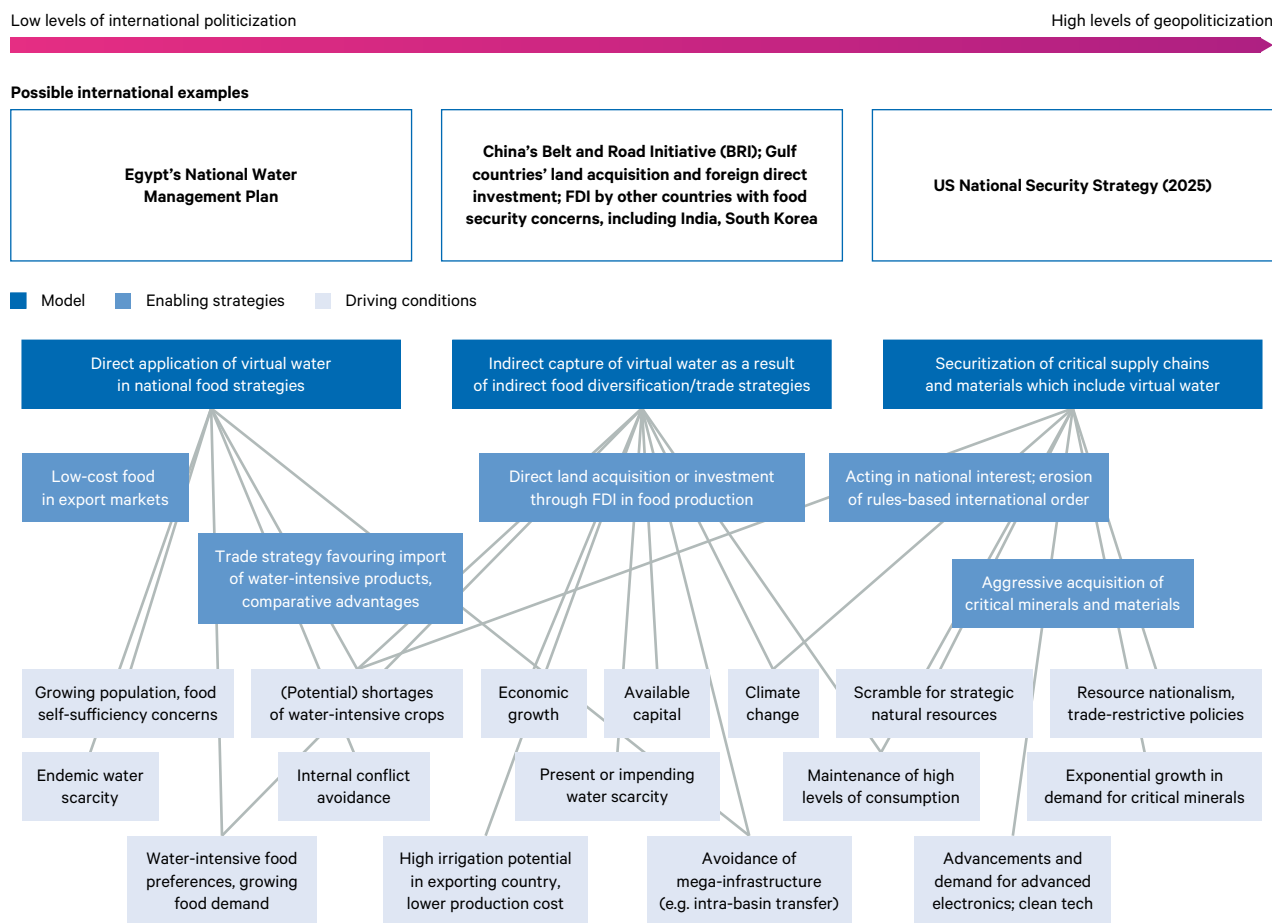 Low levels of international politicization
High levels of geopoliticization
Possible international examples
Egypt's National Water
Management Plan
China's Belt and Road Initiative (BRI); Gulf
countries' land acquisition and foreign direct
investment; FDI by other countries with food
security concerns, including India, South Korea
US National Security Strategy (2025)
Model
Enabling strategies
Driving conditions
Direct application of virtual water
in national food strategies
Indirect capture of virtual water as a result
of indirect food diversification/trade strategies
Securitization of critical supply chains
and materials which include virtual water
Low-cost food
in export markets
Direct land acquisition or investment
through FDI in food production
Acting in national interest; erosion
of rules-based international order
Trade strategy favouring import
of water-intensive products,
comparative advantages
Aggressive acquisition of
critical minerals and materials
Growing population, food
self-sufficiency concerns
(Potential) shortages
of water-intensive crops
Economic
growth
Available
capital
Climate
change
Scramble for strategic
natural resources
Resource nationalism,
trade-restrictive policies
Endemic water
scarcity
Internal conflict
avoidance
Present or impending
water scarcity
Maintenance of high
levels of consumption
Exponential growth in
demand for critical minerals
Water-intensive food
preferences, growing
food demand
High irrigation potential
in exporting country,
lower production cost
Avoidance of
mega-infrastructure
(e.g. intra-basin transfer)
Advancements and
demand for advanced
electronics; clean tech